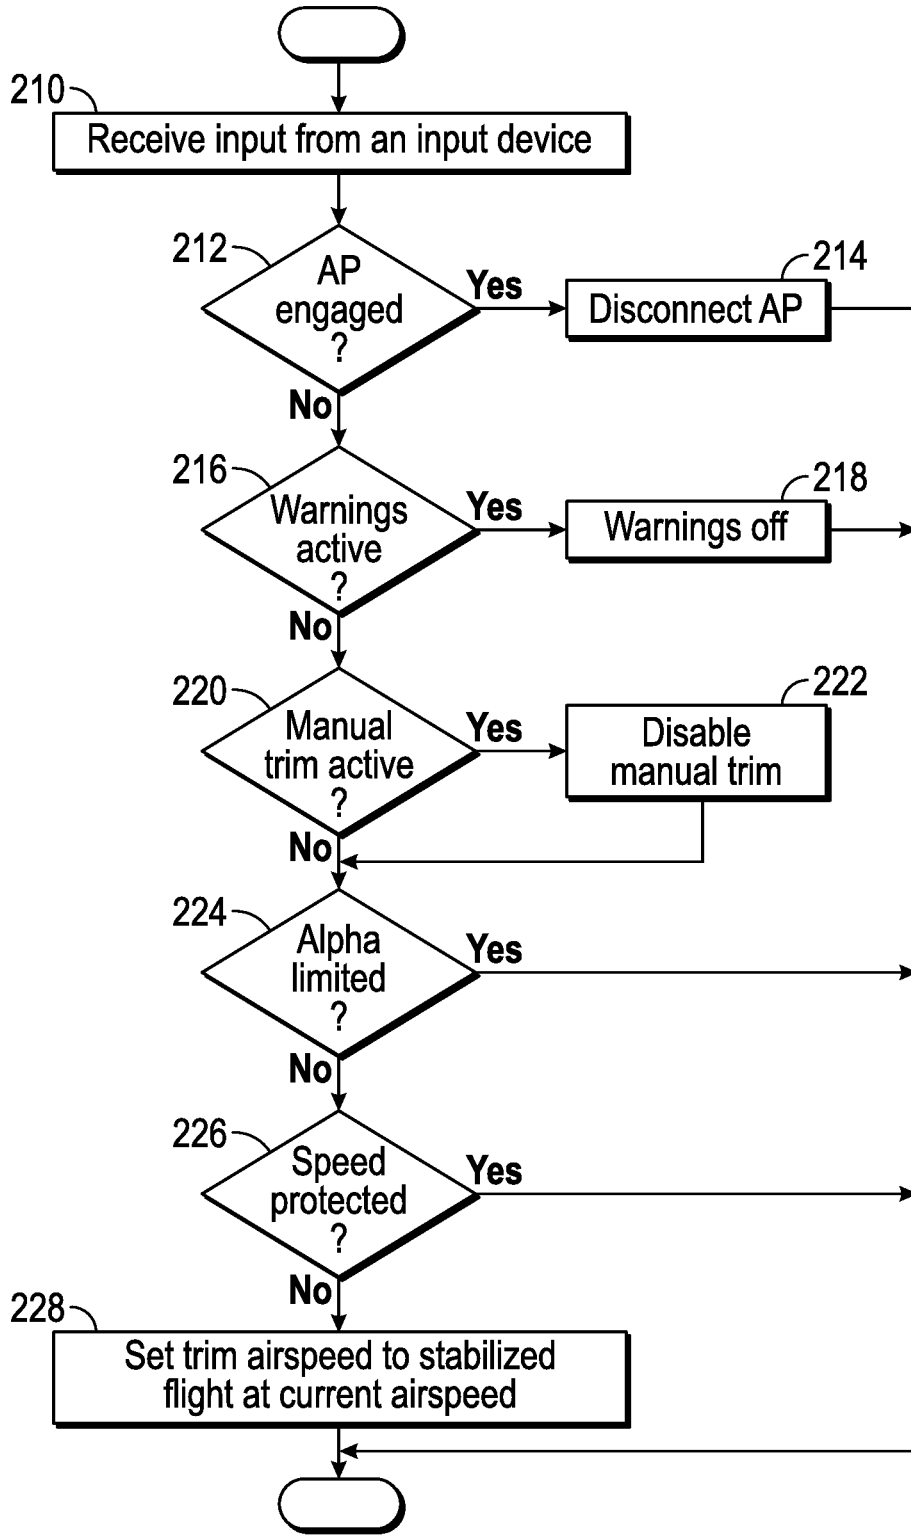 210
Receive input from an input device
212
AP
engaged
?
Yes
214
Disconnect AP
No
216
Warnings
active
?
Yes
218
Warnings off
No
220
Manual
trim active
?
Yes
222
Disable
manual trim
No
224
Alpha
limited
?
Yes
No
226
Speed
protected
?
Yes
No
228
Set trim airspeed to stabilized
flight at current airspeed